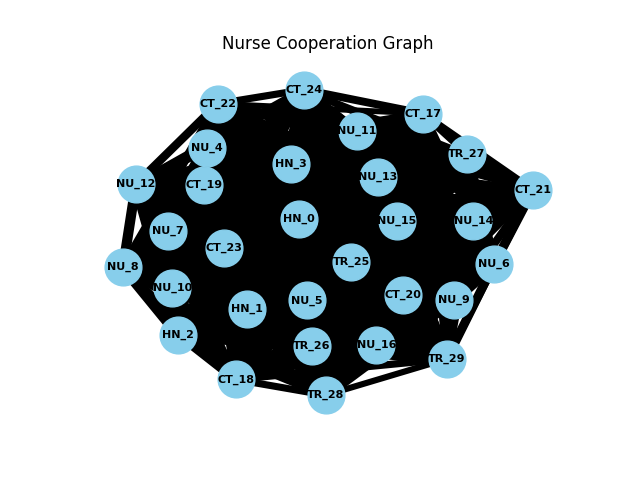 Nurse Cooperation Graph
CT_24
CT_22
CT_17
NU_11
NU_4
TR_27
HN_3
NU_13
NU_12
CT_19
CT_21
HN_0
NU_15
NU_14
NU_7
CT_23
TR_25
NU_6
NU_8
NU_10
CT_20
NU_5
NU_9
HN_1
HN_2
NU_16
TR_26
TR_29
CT_18
TR_28